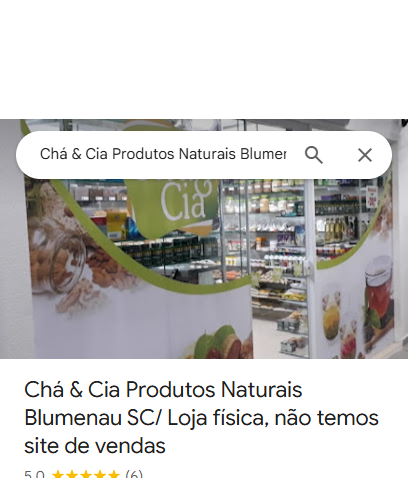 Chá & Cia Produtos Naturais Blumer
Cia
Chá & Cia Produtos Naturais
Blumenau SC/ Loja física, não temos
site de vendas
5,0 ★★★★★ (6)